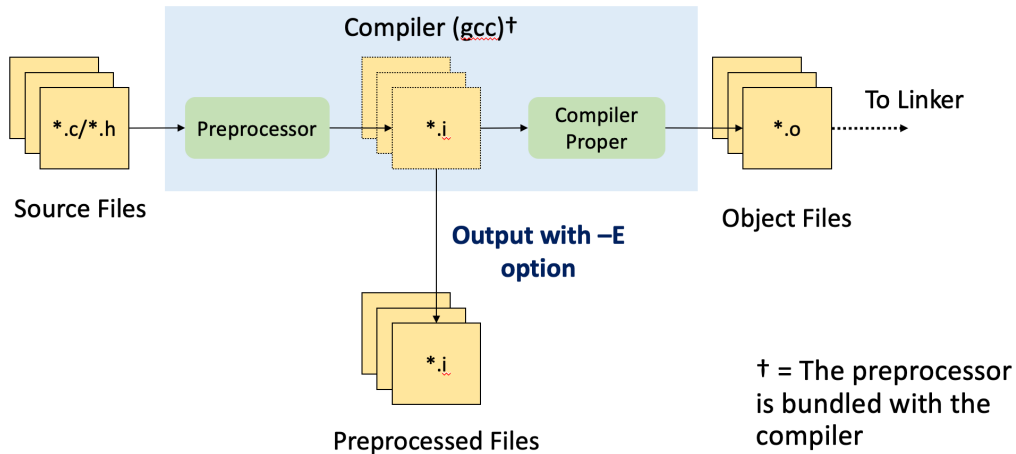 Compiler (gcc)†
*.c/*.h
Preprocessor
*.i
Compiler
Proper
*.o
To Linker
Source Files
Object Files
Output with –E
option
*.i
Preprocessed Files
† = The preprocessor
is bundled with the
compiler